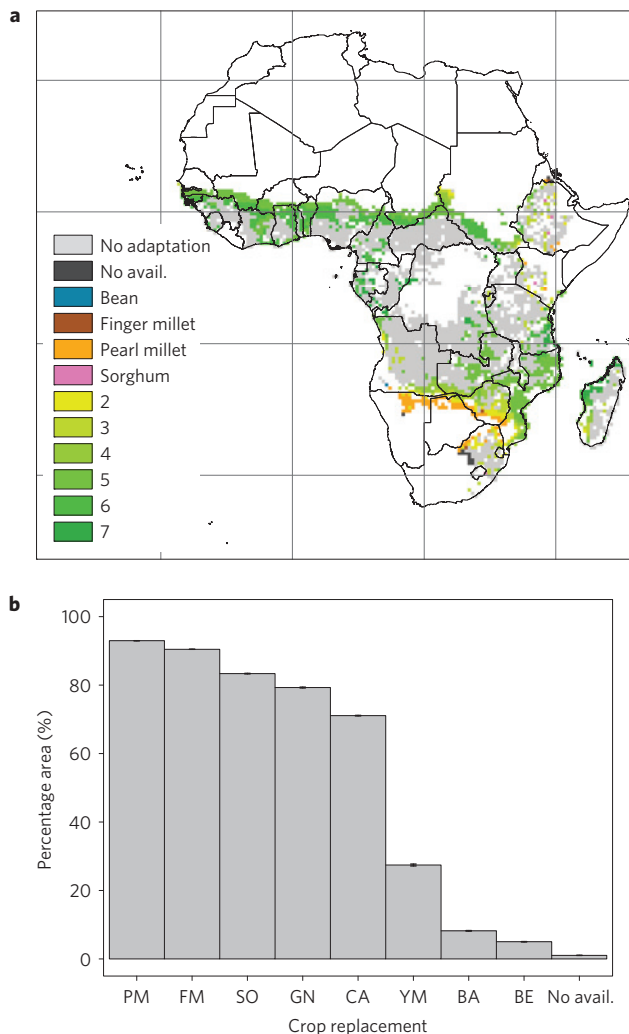 a
No adaptation
No avail.
Bean
Finger millet
Pearl millet
Sorghum
2
3
4
5
6
7
b
100
80
60
40
20
0
Percentage area (%)
PM FM SO GN CA YM BA BE No avail.
Crop replacement